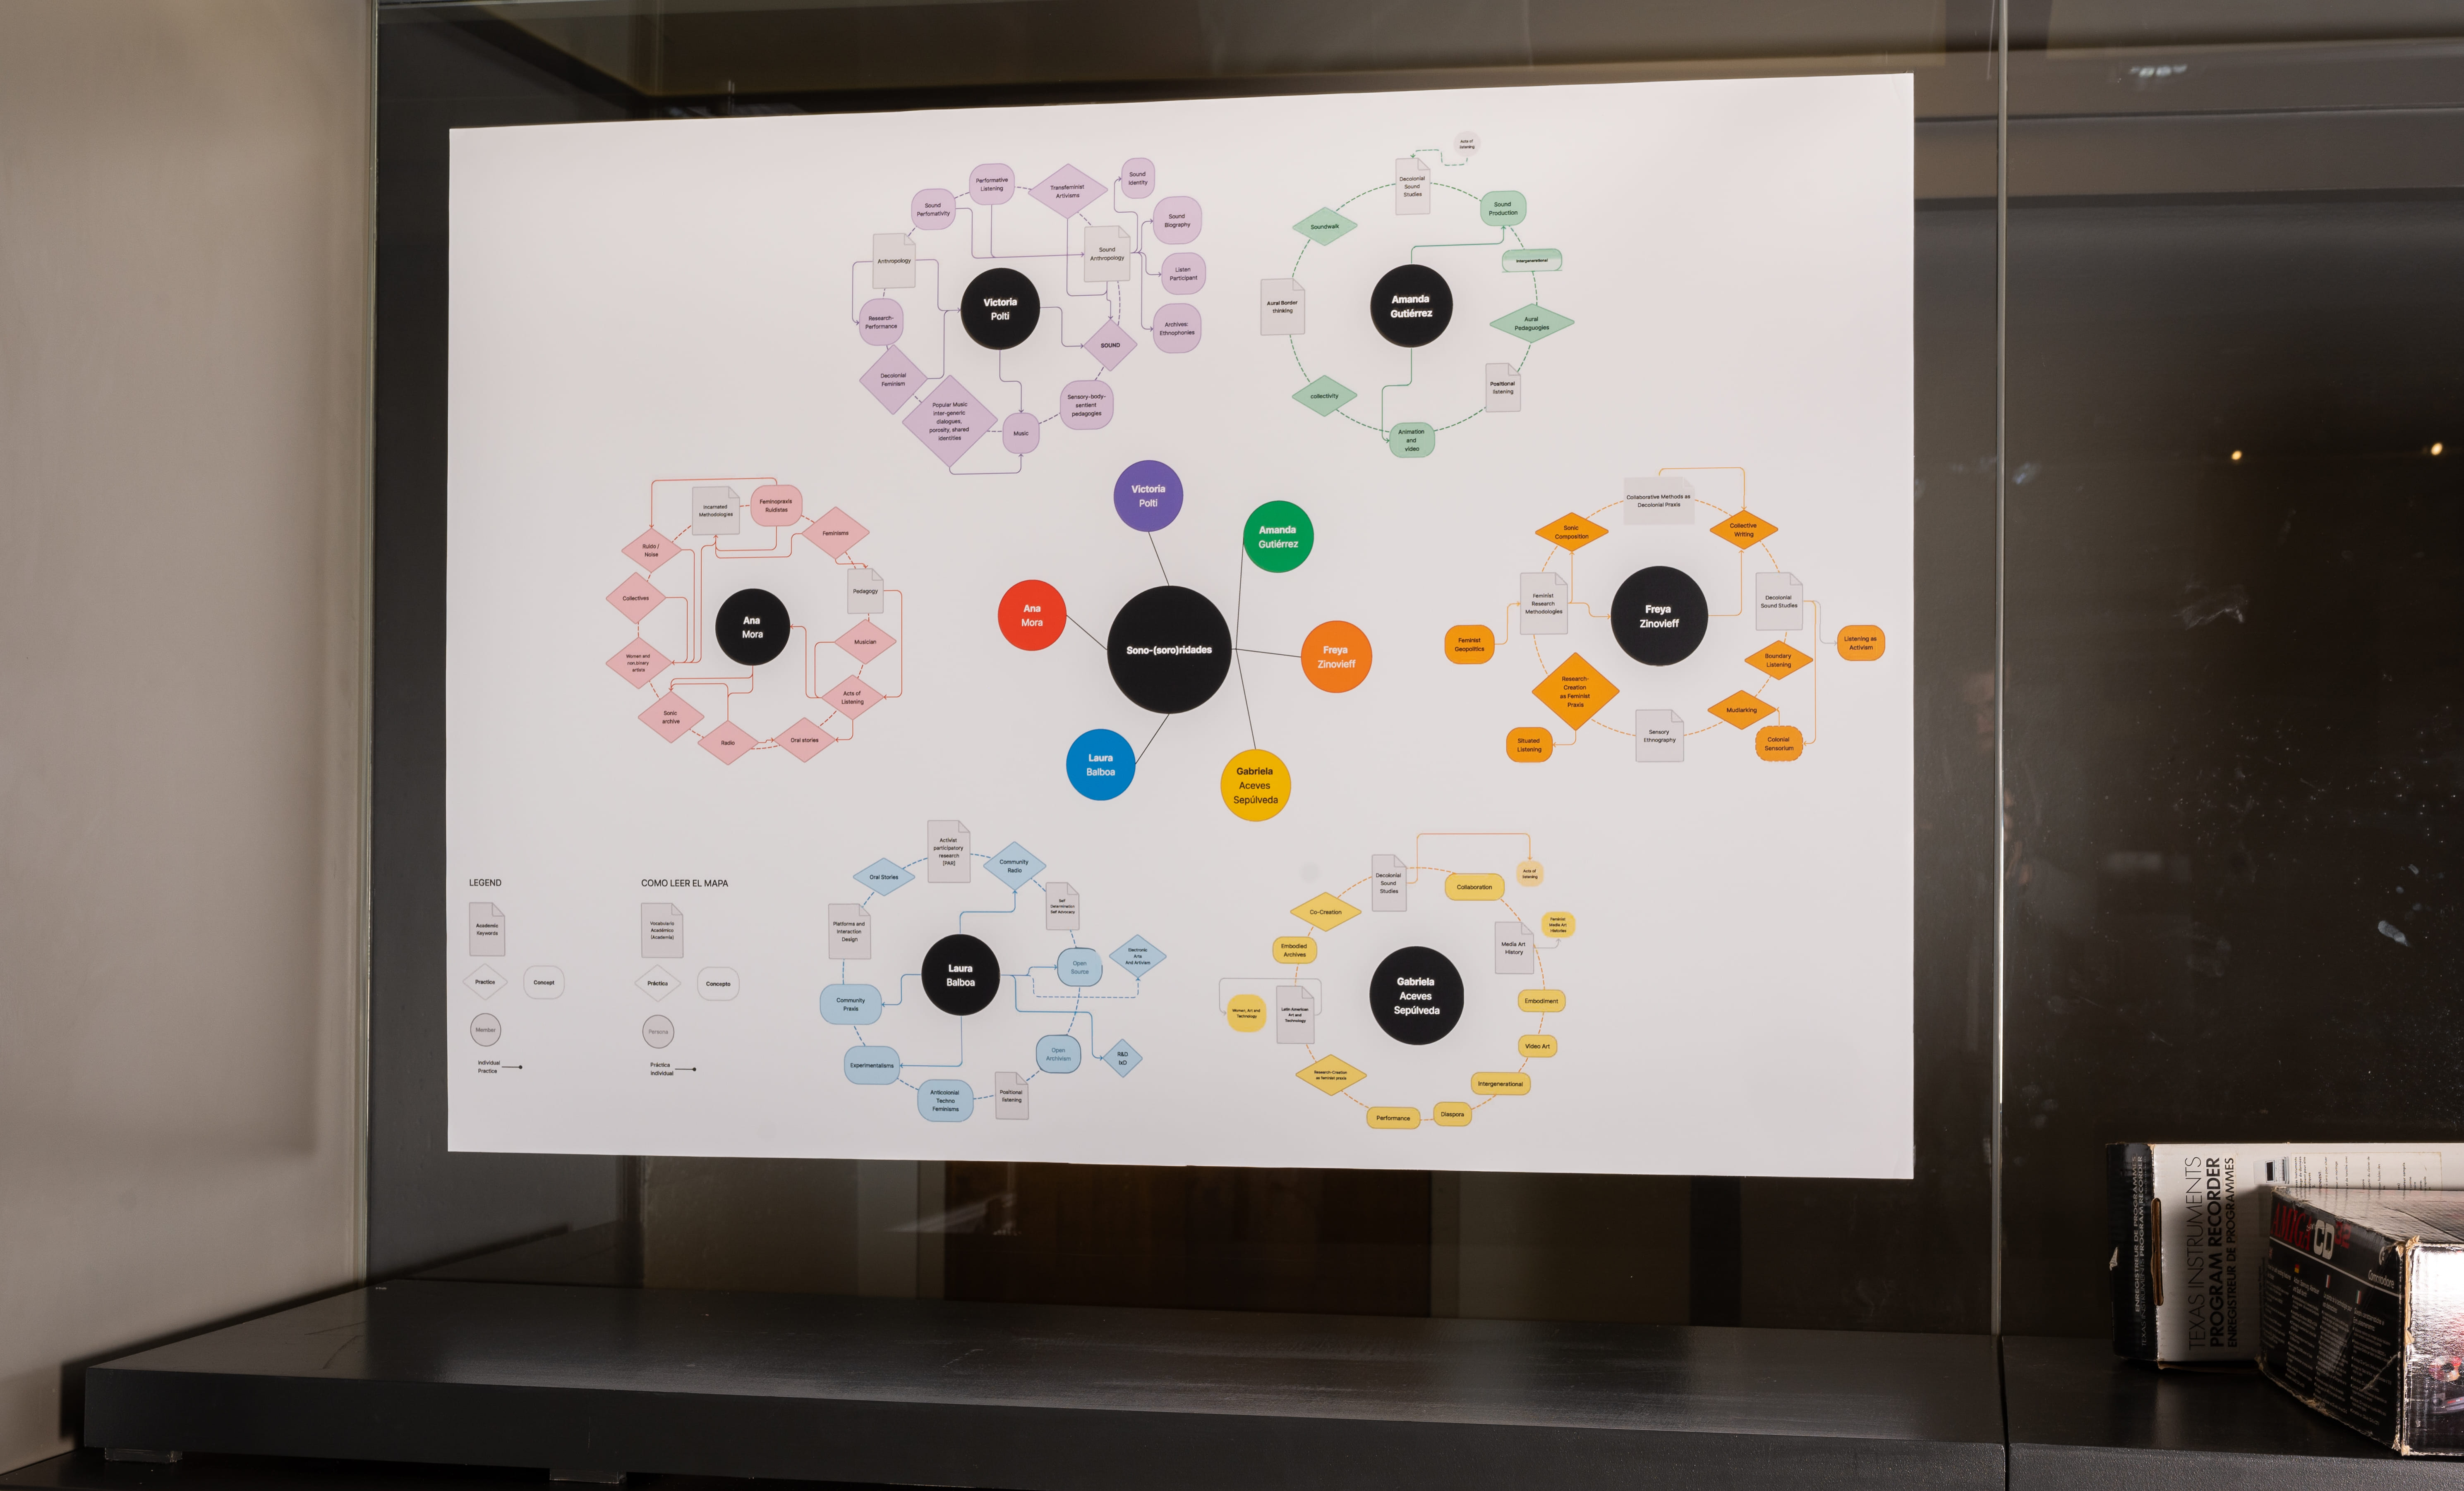 Performative
Listening
Transfeminist
Artivisms
Sound
Identity
Sound
Perfomativity
Sound
Biography
Anthropology
Sound
Anthropology
Listen
Participant
Victoria
Polti
Research-
Performance
Archives:
Ethnophonies
SOUND
Decolonial
Feminism
Popular Music
inter-generic
dialogues,
porosity, shared
identities
Sensory-body-
sentient
pedagogies
Music
Acts of
listening
Decolonial
Sound
Studies
Sound
Production
Soundwalk
Intergenerational
Aural Border
thinking
Amanda
Gutiérrez
Aural
Pedaguogies
Positional
listening
collectivity
Animation
and
video
Incarnated
Methodologies
Feminopraxis
Ruidistas
Feminisms
Ruido /
Noise
Pedagogy
Collectives
Ana
Mora
Musician
Women and
non binary
artists
Acts of
Listening
Sonic
archive
Radio
Oral stories
Victoria
Polti
Amanda
Gutiérrez
Ana
Mora
Sono-(soro)ridades
Freya
Zinovieff
Laura
Balboa
Gabriela
Aceves
Sepúlveda
Collaborative Methods as
Decolonial Praxis
Sonic
Composition
Collective
Writing
Feminist
Research
Methodologies
Freya
Zinovieff
Decolonial
Sound Studies
Feminist
Geopolitics
Listening as
Activism
Boundary
Listening
Research-
Creation
as Feminist
Praxis
Mudlarking
Sensory
Ethnography
Situated
Listening
Colonial
Sensorium
LEGEND
Academic
Keywords
Practice
Concept
Member
Individual
Practice
COMO LEER EL MAPA
Vocabulario
Académico
(Academia)
Práctica
Concepto
Persona
Práctica
Individual
Activist
participatory
research
[PAR]
Oral Stories
Community
Radio
Self
Determination
Self Advocacy
Platforms and
Interaction
Design
Laura
Balboa
Open
Source
Electronic
Arts
And Artivism
Community
Praxis
Experimentalisms
Open
Archivism
R&D
IxD
Anticolonial
Techno
Feminisms
Positional
listening
Decolonial
Sound
Studies
Collaboration
Acts of
listening
Co-Creation
Feminist
Media Art
Histories
Embodied
Archives
Media Art
History
Women, Art and
Technology
Latin American
Art and
Technology
Gabriela
Aceves
Sepúlveda
Embodiment
Video Art
Research-Creation
as feminist praxis
Intergenerational
Performance
Diaspora
TEXAS INSTRUMENTS
PROGRAM RECORDER
ENREGISTREUR DE PROGRAMMES
ENREGISTREUR DE PROGRAMMES
PROGRAM RECORDER
AMIGA CD32
Commodore